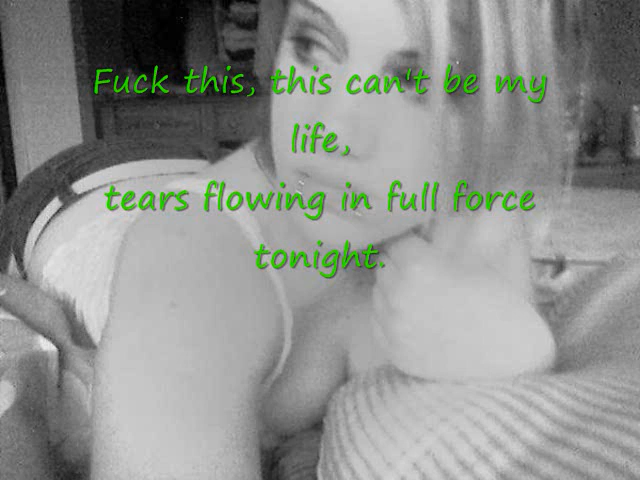 Fuck this, this can't be my
life,
tears flowing in full force
tonight.